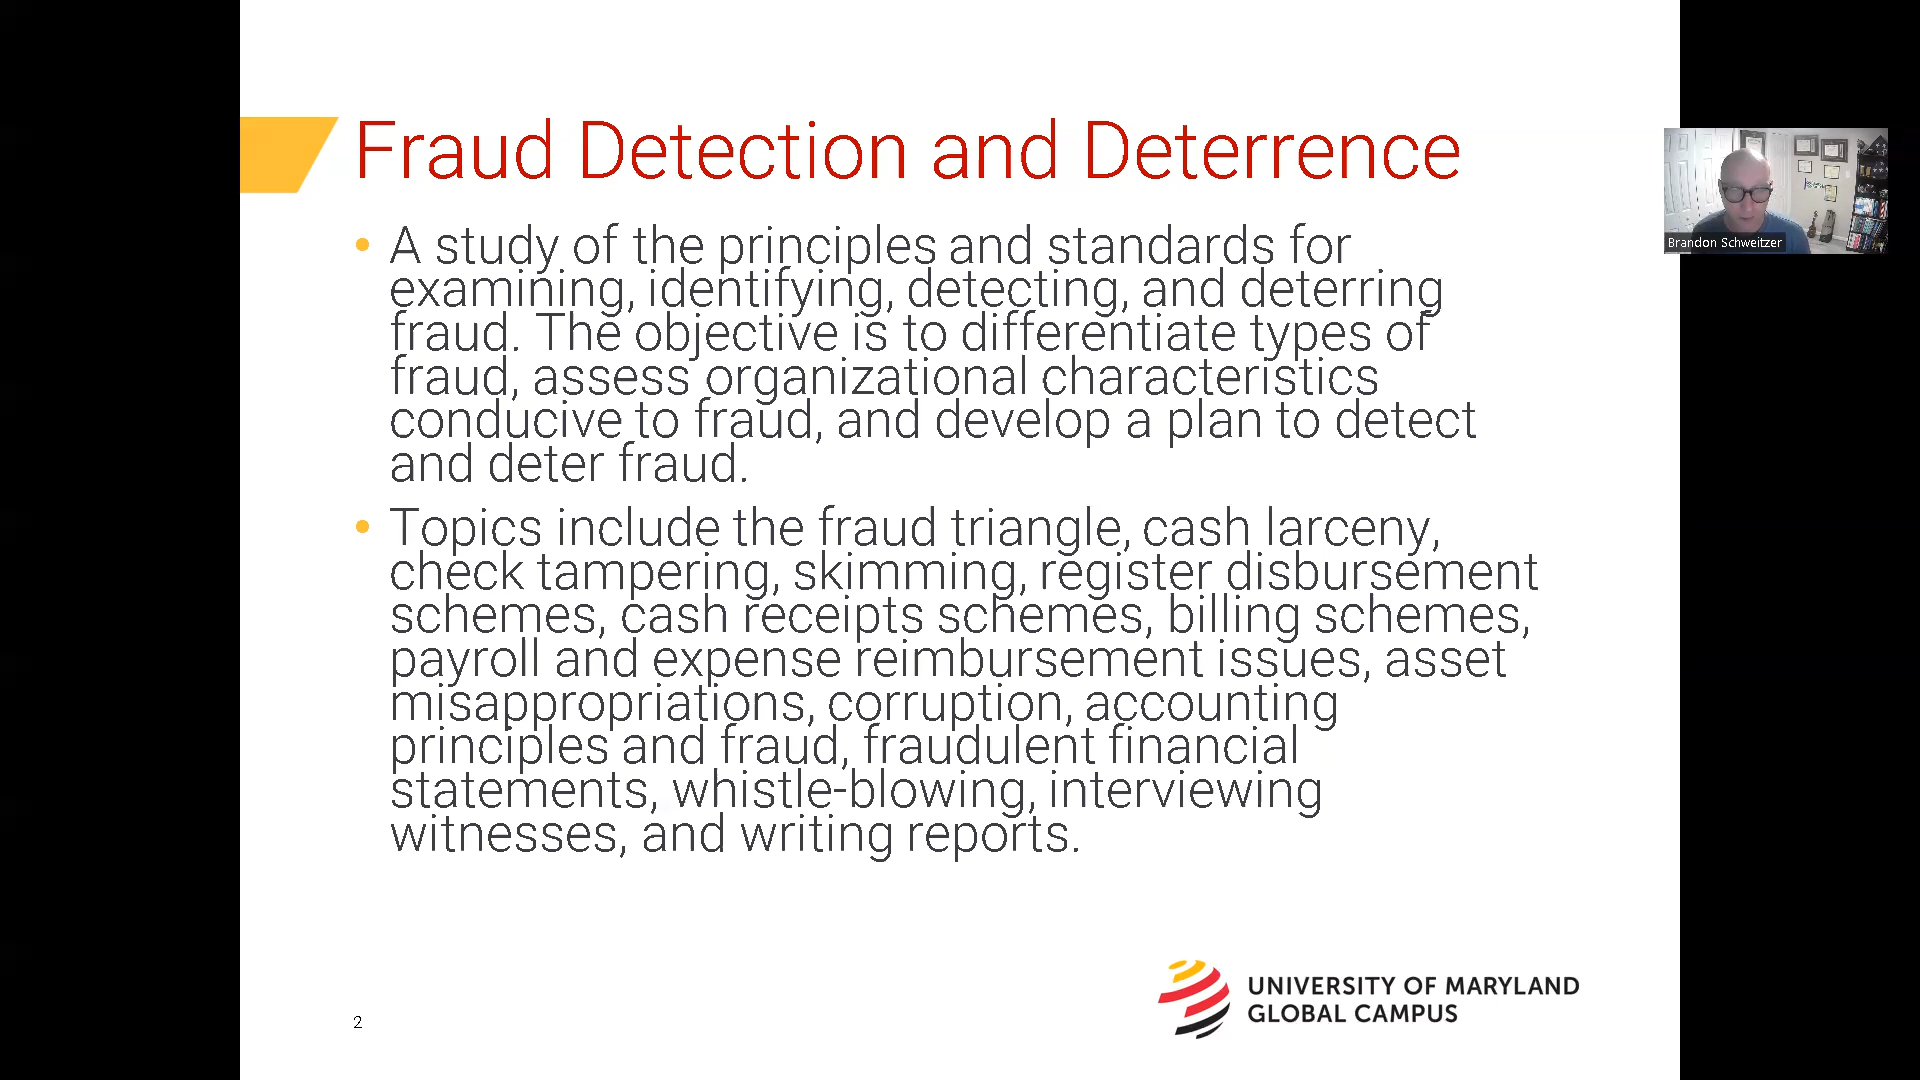 Fraud Detection and Deterrence
• A study of the principles and standards for
examining, identifying, detecting, and deterring
fraud. The objective is to differentiate types of
fraud, assess organizational characteristics
conducive to fraud, and develop a plan to detect
and deter fraud.
• Topics include the fraud triangle, cash larceny,
check tampering, skimming, register disbursement
schemes, cash receipts schemes, billing schemes,
payroll and expense reimbursement issues, asset
misappropriations, corruption, accounting
principles and fraud, fraudulent financial
statements, whistle-blowing, interviewing
witnesses, and writing reports.
Brandon Schweitzer
2
UNIVERSITY OF MARYLAND
GLOBAL CAMPUS